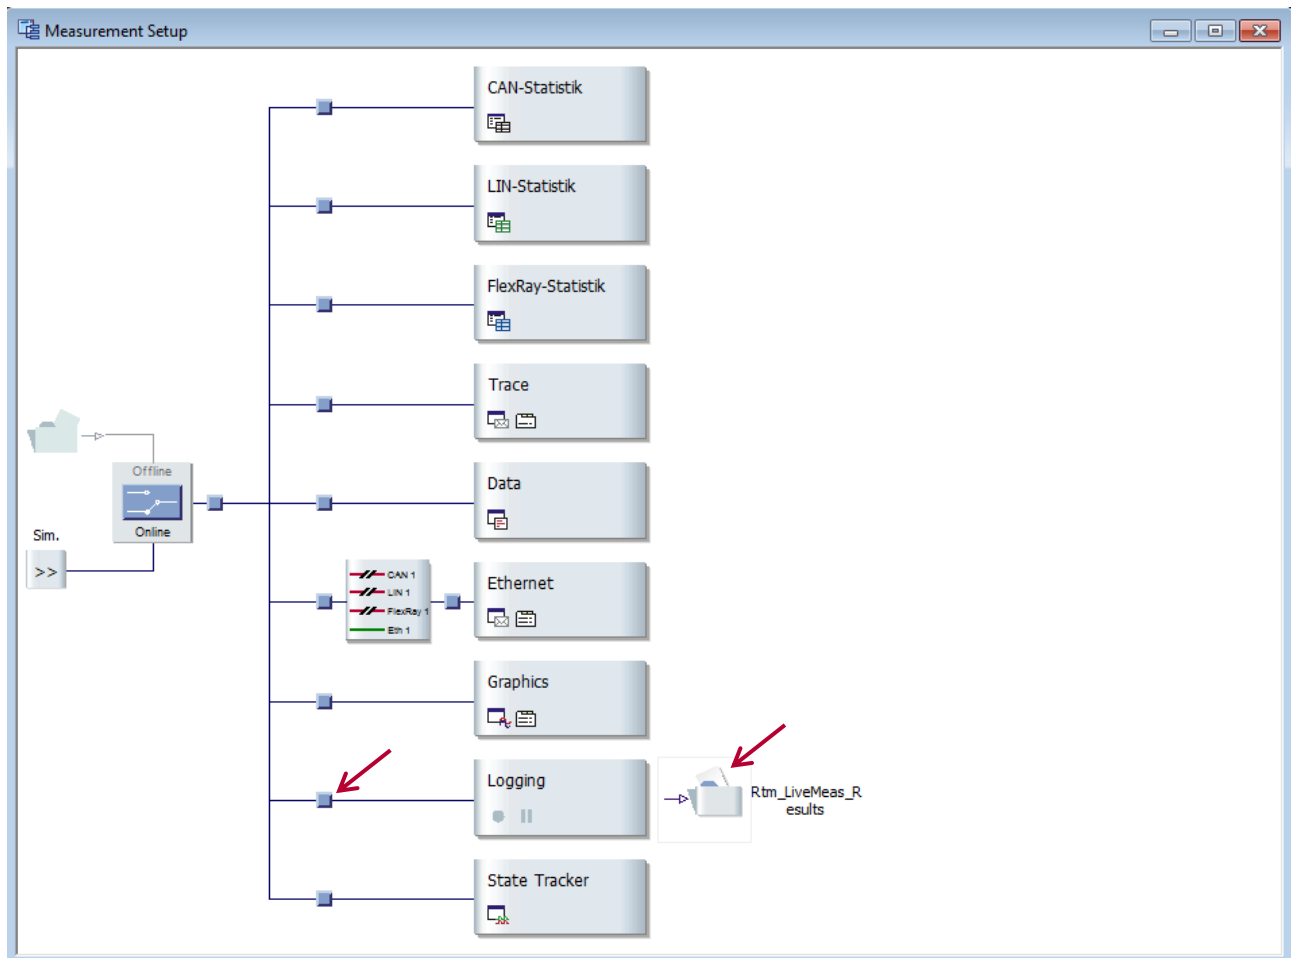 Measurement Setup
CAN-Statistik
LIN-Statistik
FlexRay-Statistik
Trace
Offline
Data
Online
Sim.
>>
CAN 1
LIN 1
FlexRay 1
Eth 1
Ethernet
Graphics
Logging
Rtm_LiveMeas_R
esults
State Tracker